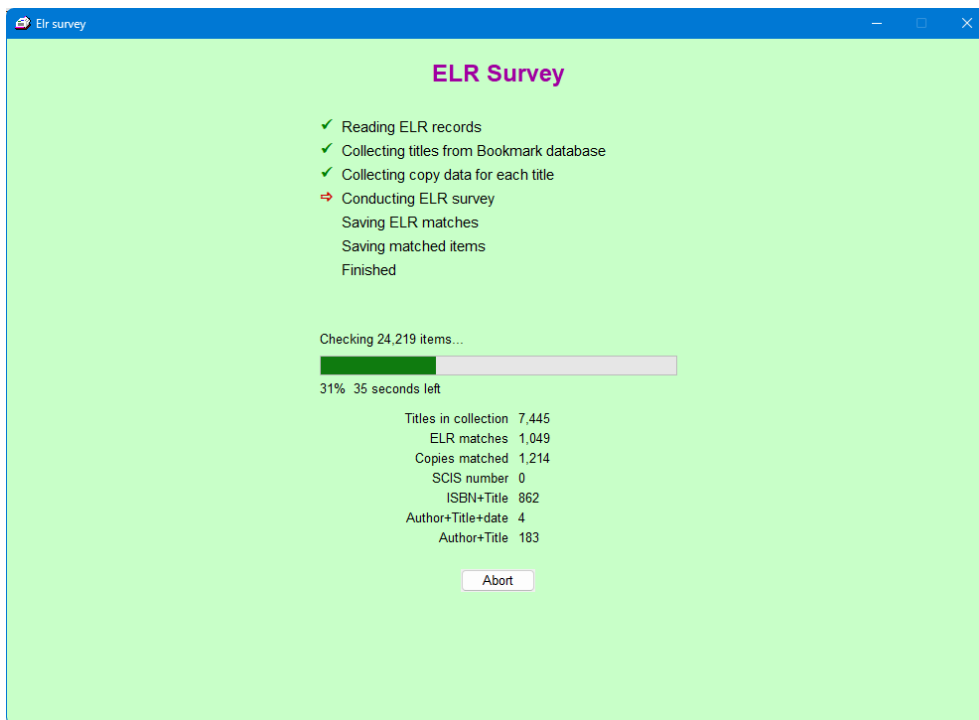 Elr survey
ELR Survey
✓ Reading ELR records
✓ Collecting titles from Bookmark database
✓ Collecting copy data for each title
⇨ Conducting ELR survey
Saving ELR matches
Saving matched items
Finished
Checking 24,219 items...
31% 35 seconds left
Titles in collection 7,445
ELR matches 1,049
Copies matched 1,214
SCIS number 0
ISBN+Title 862
Author+Title+date 4
Author+Title 183
Abort